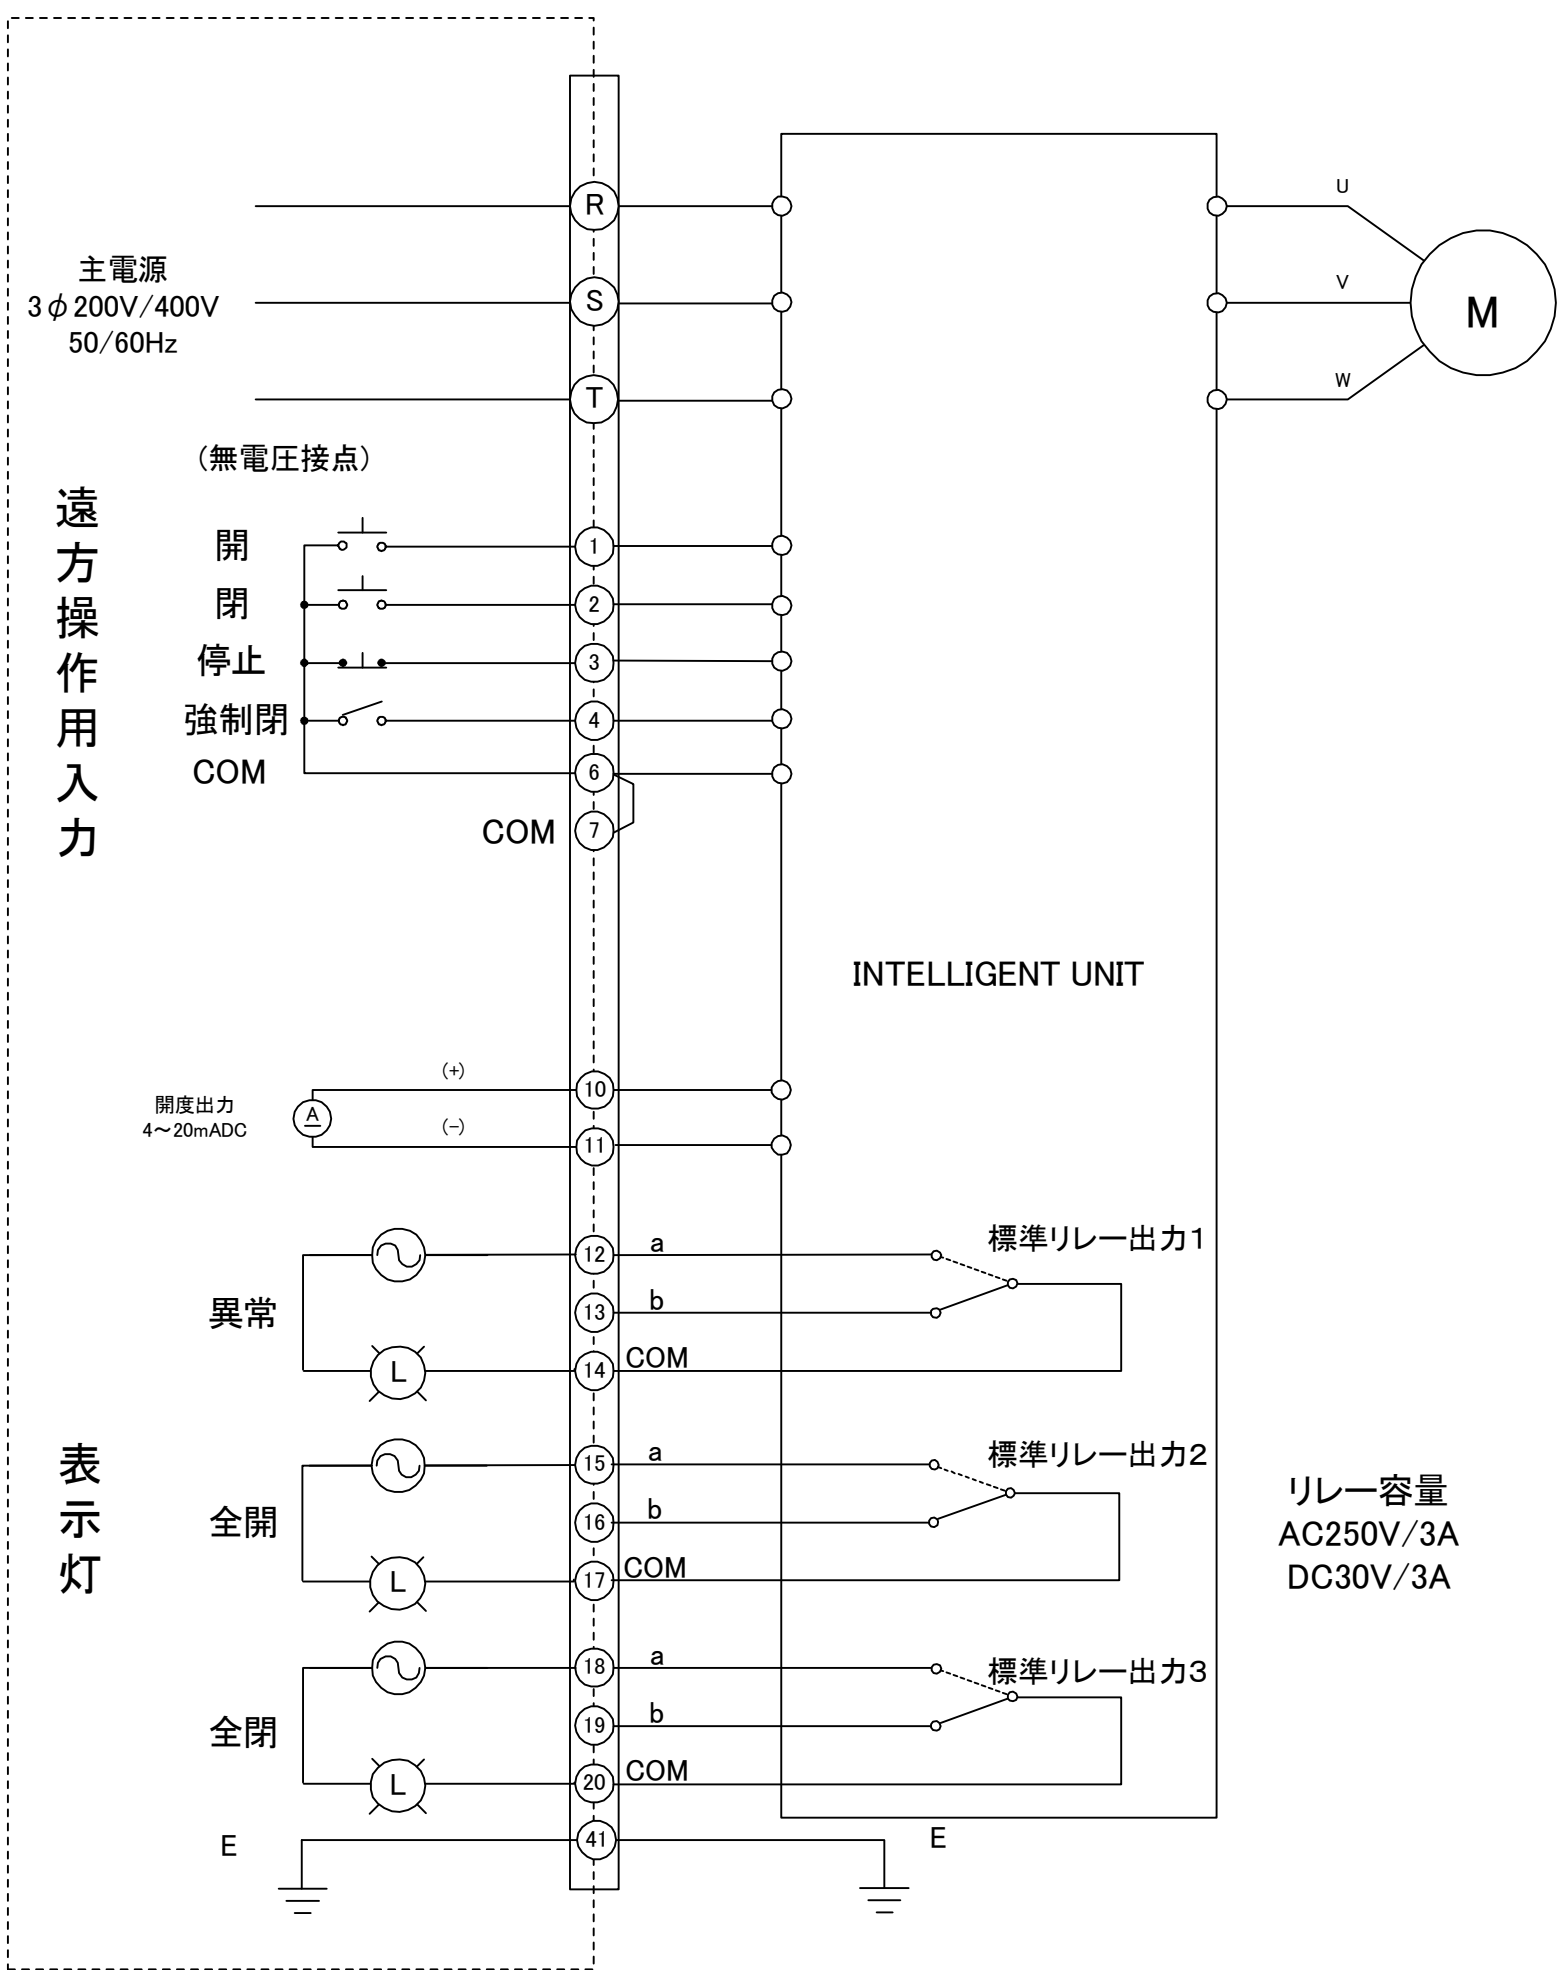 R
U
主電源
3φ200V/400V
50/60Hz
S
V
M
T
W
(無電圧接点)
遠方操作用入力
開
1
閉
2
停止
3
強制閉
4
COM
6
COM
7
INTELLIGENT UNIT
開度出力
4～20mADC
A
(+)
10
(−)
11
異常
12
a
標準リレー出力1
13
b
L
14
COM
表示灯
全開
15
a
標準リレー出力2
16
b
L
17
COM
リレー容量
AC250V/3A
DC30V/3A
全閉
18
a
標準リレー出力3
19
b
L
20
COM
E
41
E